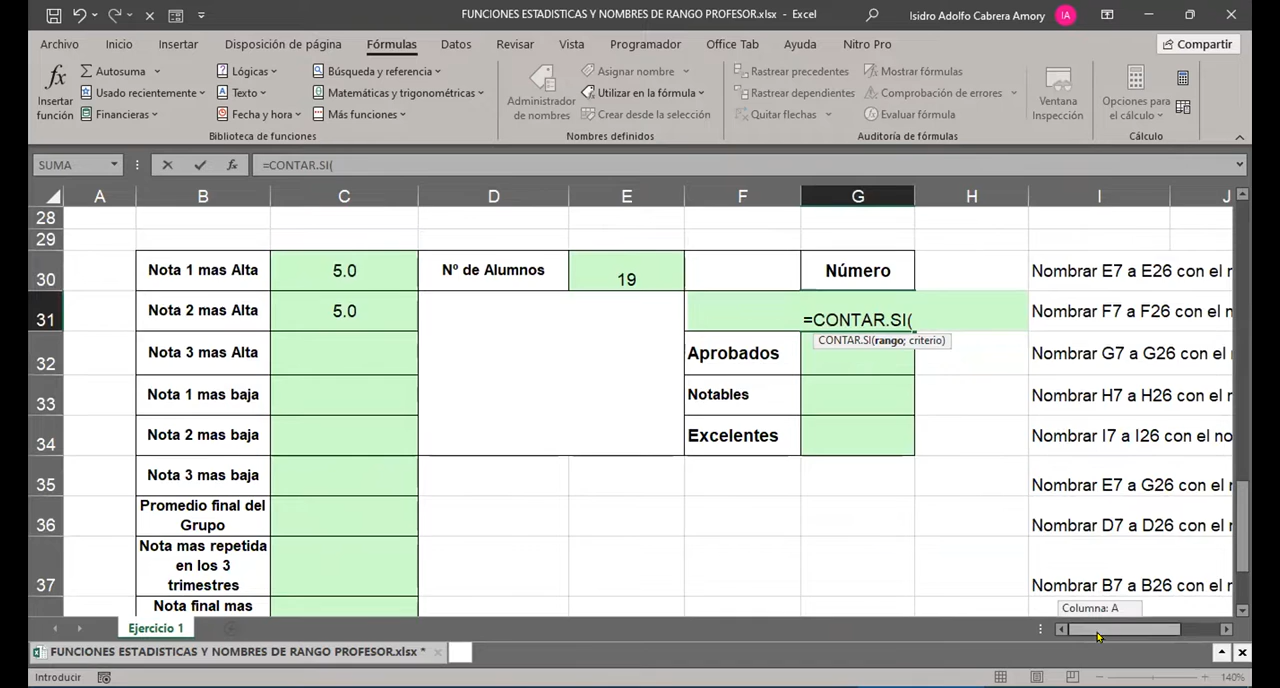 FUNCIONES ESTADISTICAS Y NOMBRES DE RANGO PROFESOR.xlsx - Excel
Isidro Adolfo Cabrera Amory
IA
Archivo Inicio Insertar Disposición de página Fórmulas Datos Revisar Vista Programador Office Tab Ayuda Nitro Pro
Compartir
Insertar función
Autosuma
Usado recientemente
Financieras
Lógicas
Texto
Fecha y hora
Búsqueda y referencia
Matemáticas y trigonométricas
Más funciones
Biblioteca de funciones
Administrador de nombres
Asignar nombre
Utilizar en la fórmula
Crear desde la selección
Nombres definidos
Rastrear precedentes
Rastrear dependientes
Quitar flechas
Mostrar fórmulas
Comprobación de errores
Evaluar fórmula
Auditoría de fórmulas
Ventana Inspección
Opciones para el cálculo
Cálculo
SUMA
fx
=CONTAR.SI(
A B C D E F G H I J
28
29
30 Nota 1 mas Alta 5.0 Nº de Alumnos 19 Número Nombrar E7 a E26 con el n
31 Nota 2 mas Alta 5.0 =CONTAR.SI( Nombrar F7 a F26 con el n
CONTAR.SI(rango; criterio)
32 Nota 3 mas Alta Aprobados Nombrar G7 a G26 con el n
33 Nota 1 mas baja Notables Nombrar H7 a H26 con el n
34 Nota 2 mas baja Excelentes Nombrar I7 a I26 con el no
35 Nota 3 mas baja Nombrar E7 a G26 con el n
36 Promedio final del Grupo Nombrar D7 a D26 con el n
37 Nota mas repetida en los 3 trimestres Nombrar B7 a B26 con el n
Nota final mas
Columna: A
Ejercicio 1
FUNCIONES ESTADISTICAS Y NOMBRES DE RANGO PROFESOR.xlsx *
Introducir
140%